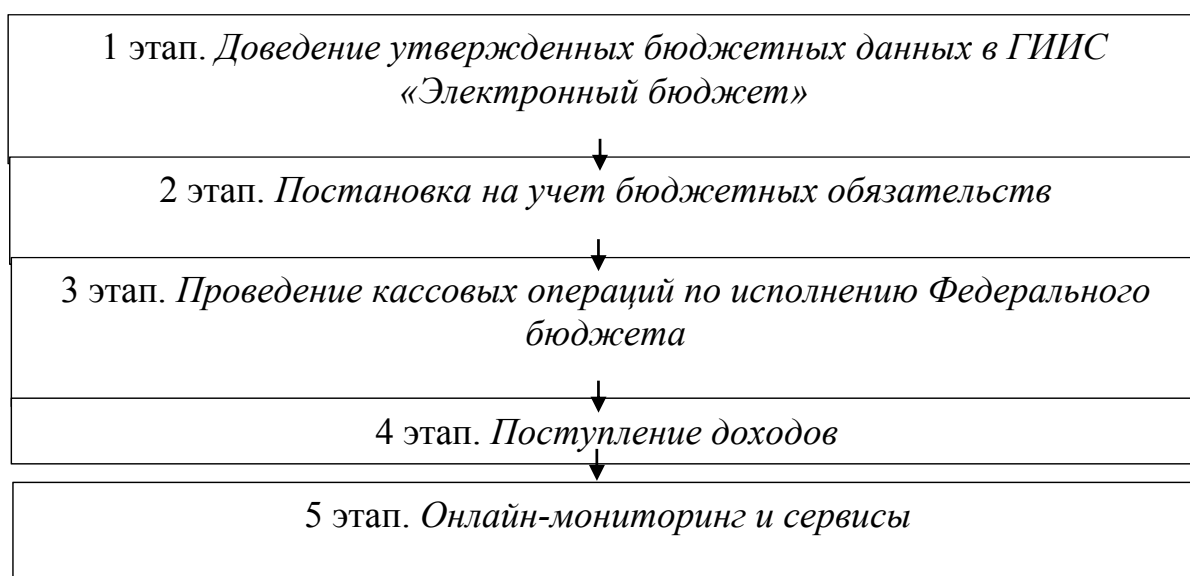 1 этап. Доведение утвержденных бюджетных данных в ГИИС
«Электронный бюджет»
2 этап. Постановка на учет бюджетных обязательств
3 этап. Проведение кассовых операций по исполнению Федерального
бюджета
4 этап. Поступление доходов
5 этап. Онлайн-мониторинг и сервисы